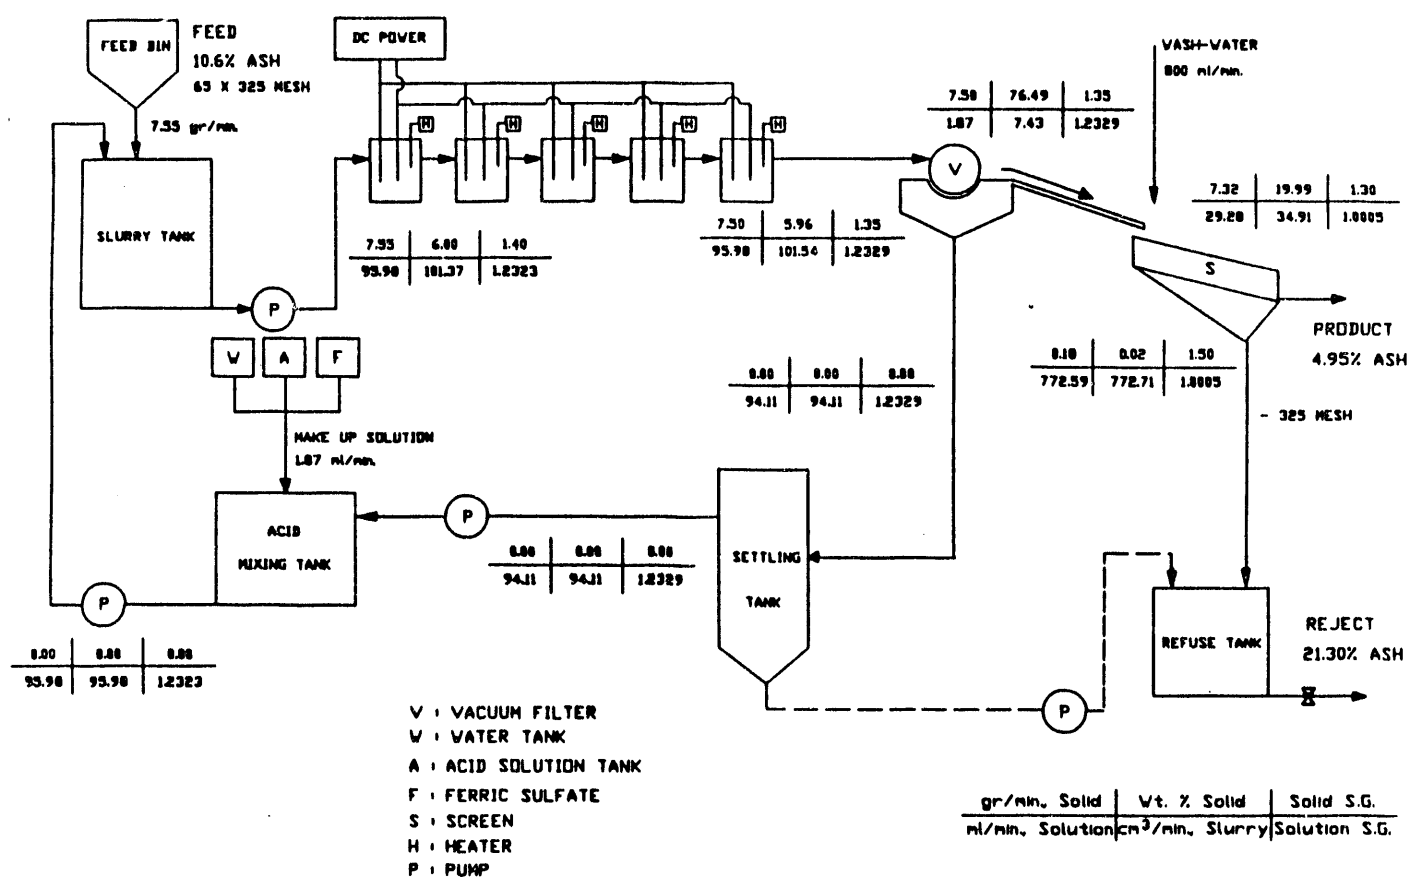 FEED BIN
FEED
10.6% ASH
65 X 325 MESH
7.55 gr/min.
DC POWER
H
H
H
H
H
WASH-WATER
800 ml/min.
7.50 76.49 1.35
1.87 7.43 1.2329
V
7.32 19.99 1.30
29.28 34.91 1.0005
SLURRY TANK
7.55 6.00 1.40
95.98 101.37 1.2323
7.50 5.96 1.35
95.98 101.54 1.2329
S
P
PRODUCT
4.95% ASH
W
A
F
0.18 0.02 1.50
772.59 772.71 1.0005
0.00 0.00 0.00
94.11 94.11 1.2329
- 325 MESH
MAKE UP SOLUTION
1.87 ml/min.
ACID
MIXING TANK
P
0.00 0.00 0.00
94.11 94.11 1.2329
SETTLING
TANK
P
0.00 0.00 0.00
95.98 95.98 1.2323
REFUSE TANK
REJECT
21.30% ASH
P
V : VACUUM FILTER
W : WATER TANK
A : ACID SOLUTION TANK
F : FERRIC SULFATE
S : SCREEN
H : HEATER
P : PUMP
gr/min. Solid Wt. % Solid Solid S.G.
ml/min. Solution cm³/min. Slurry Solution S.G.